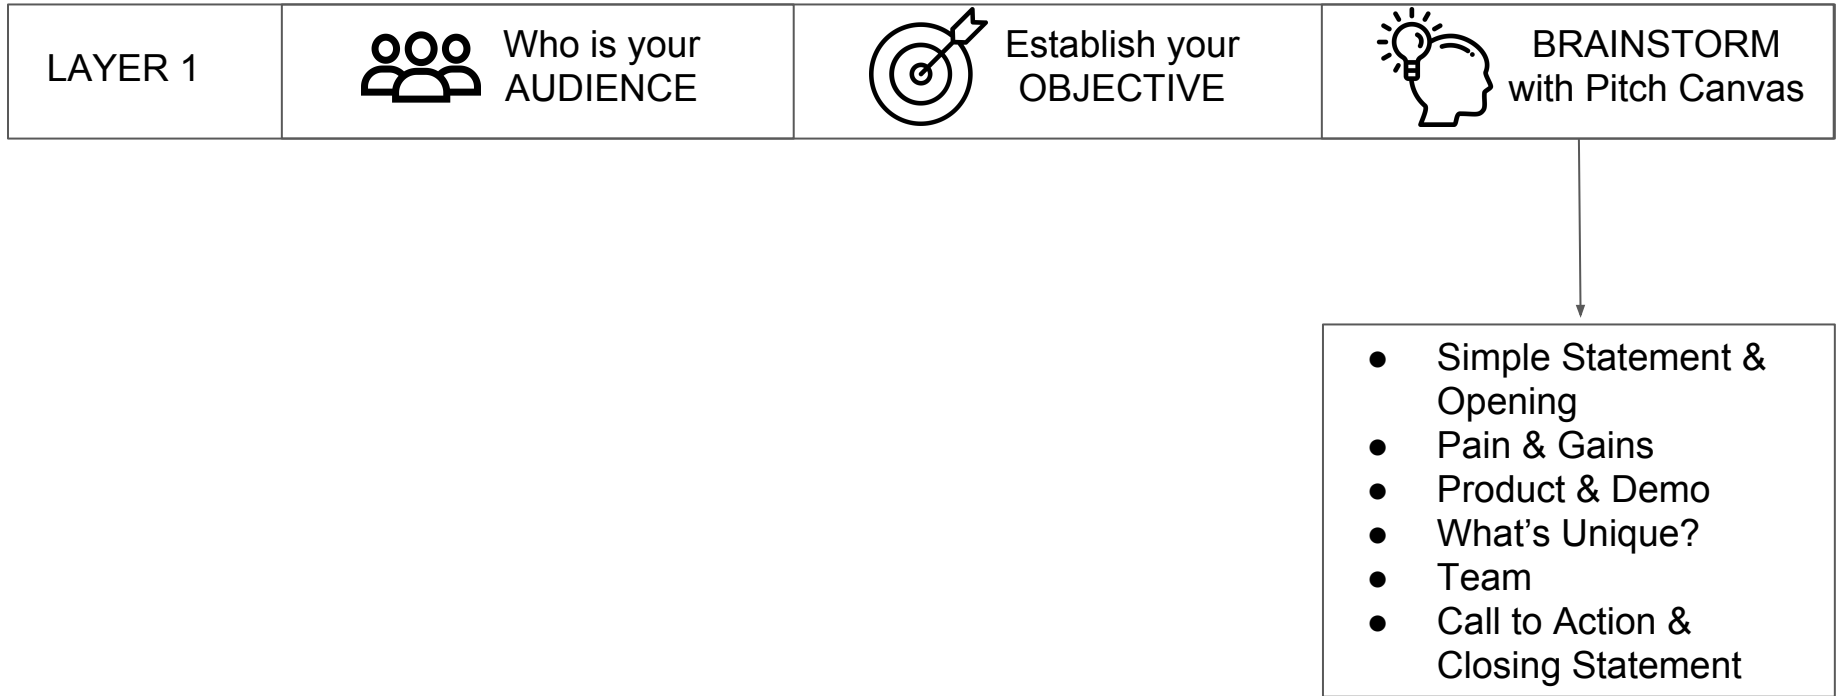 LAYER 1
Who is your
AUDIENCE
Establish your
OBJECTIVE
BRAINSTORM
with Pitch Canvas
● Simple Statement &
Opening
● Pain & Gains
● Product & Demo
● What’s Unique?
● Team
● Call to Action &
Closing Statement